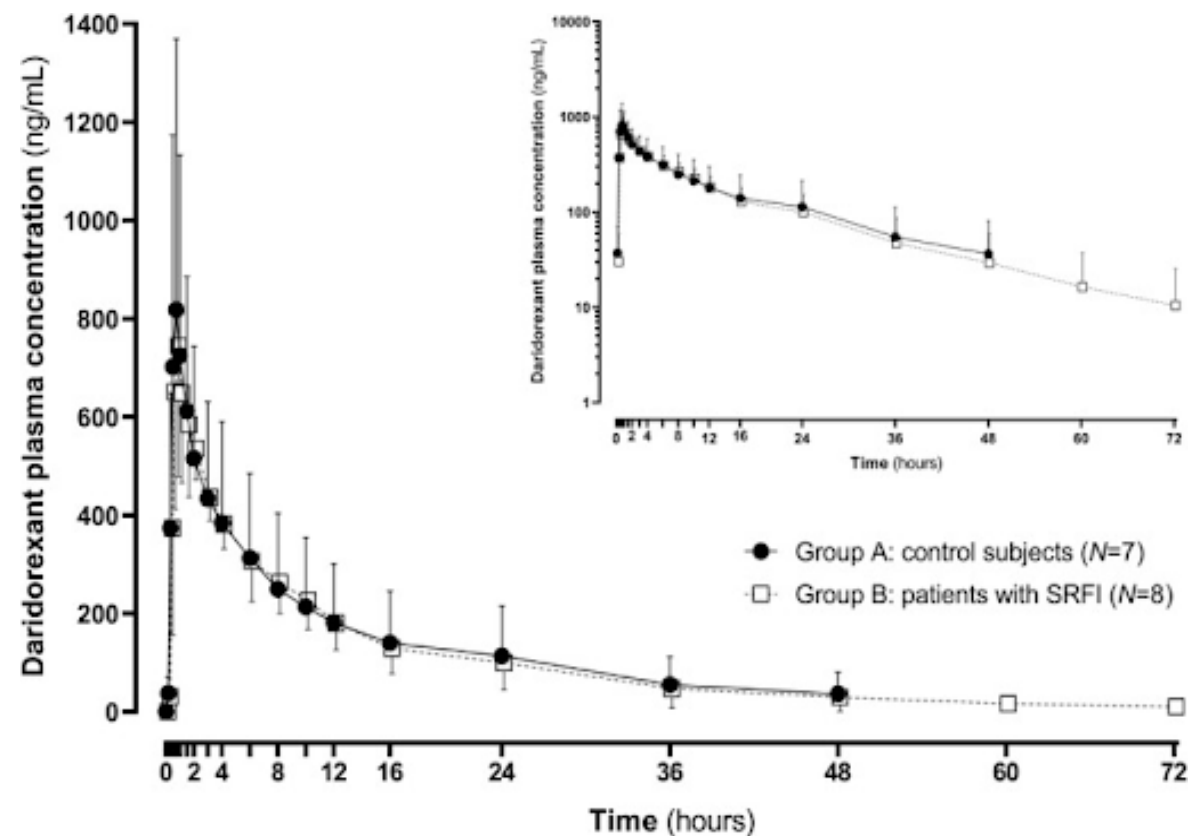 Daridorexant plasma concentration (ng/mL)
1400
1200
1000
800
600
400
200
0
0 2 4 8 12 16 24 36 48 60 72
Time (hours)
Daridorexant plasma concentration (ng/mL)
10000
1000
100
10
1
0 2 4 8 12 16 24 36 48 60 72
Time (hours)
Group A: control subjects (N=7)
Group B: patients with SRFI (N=8)